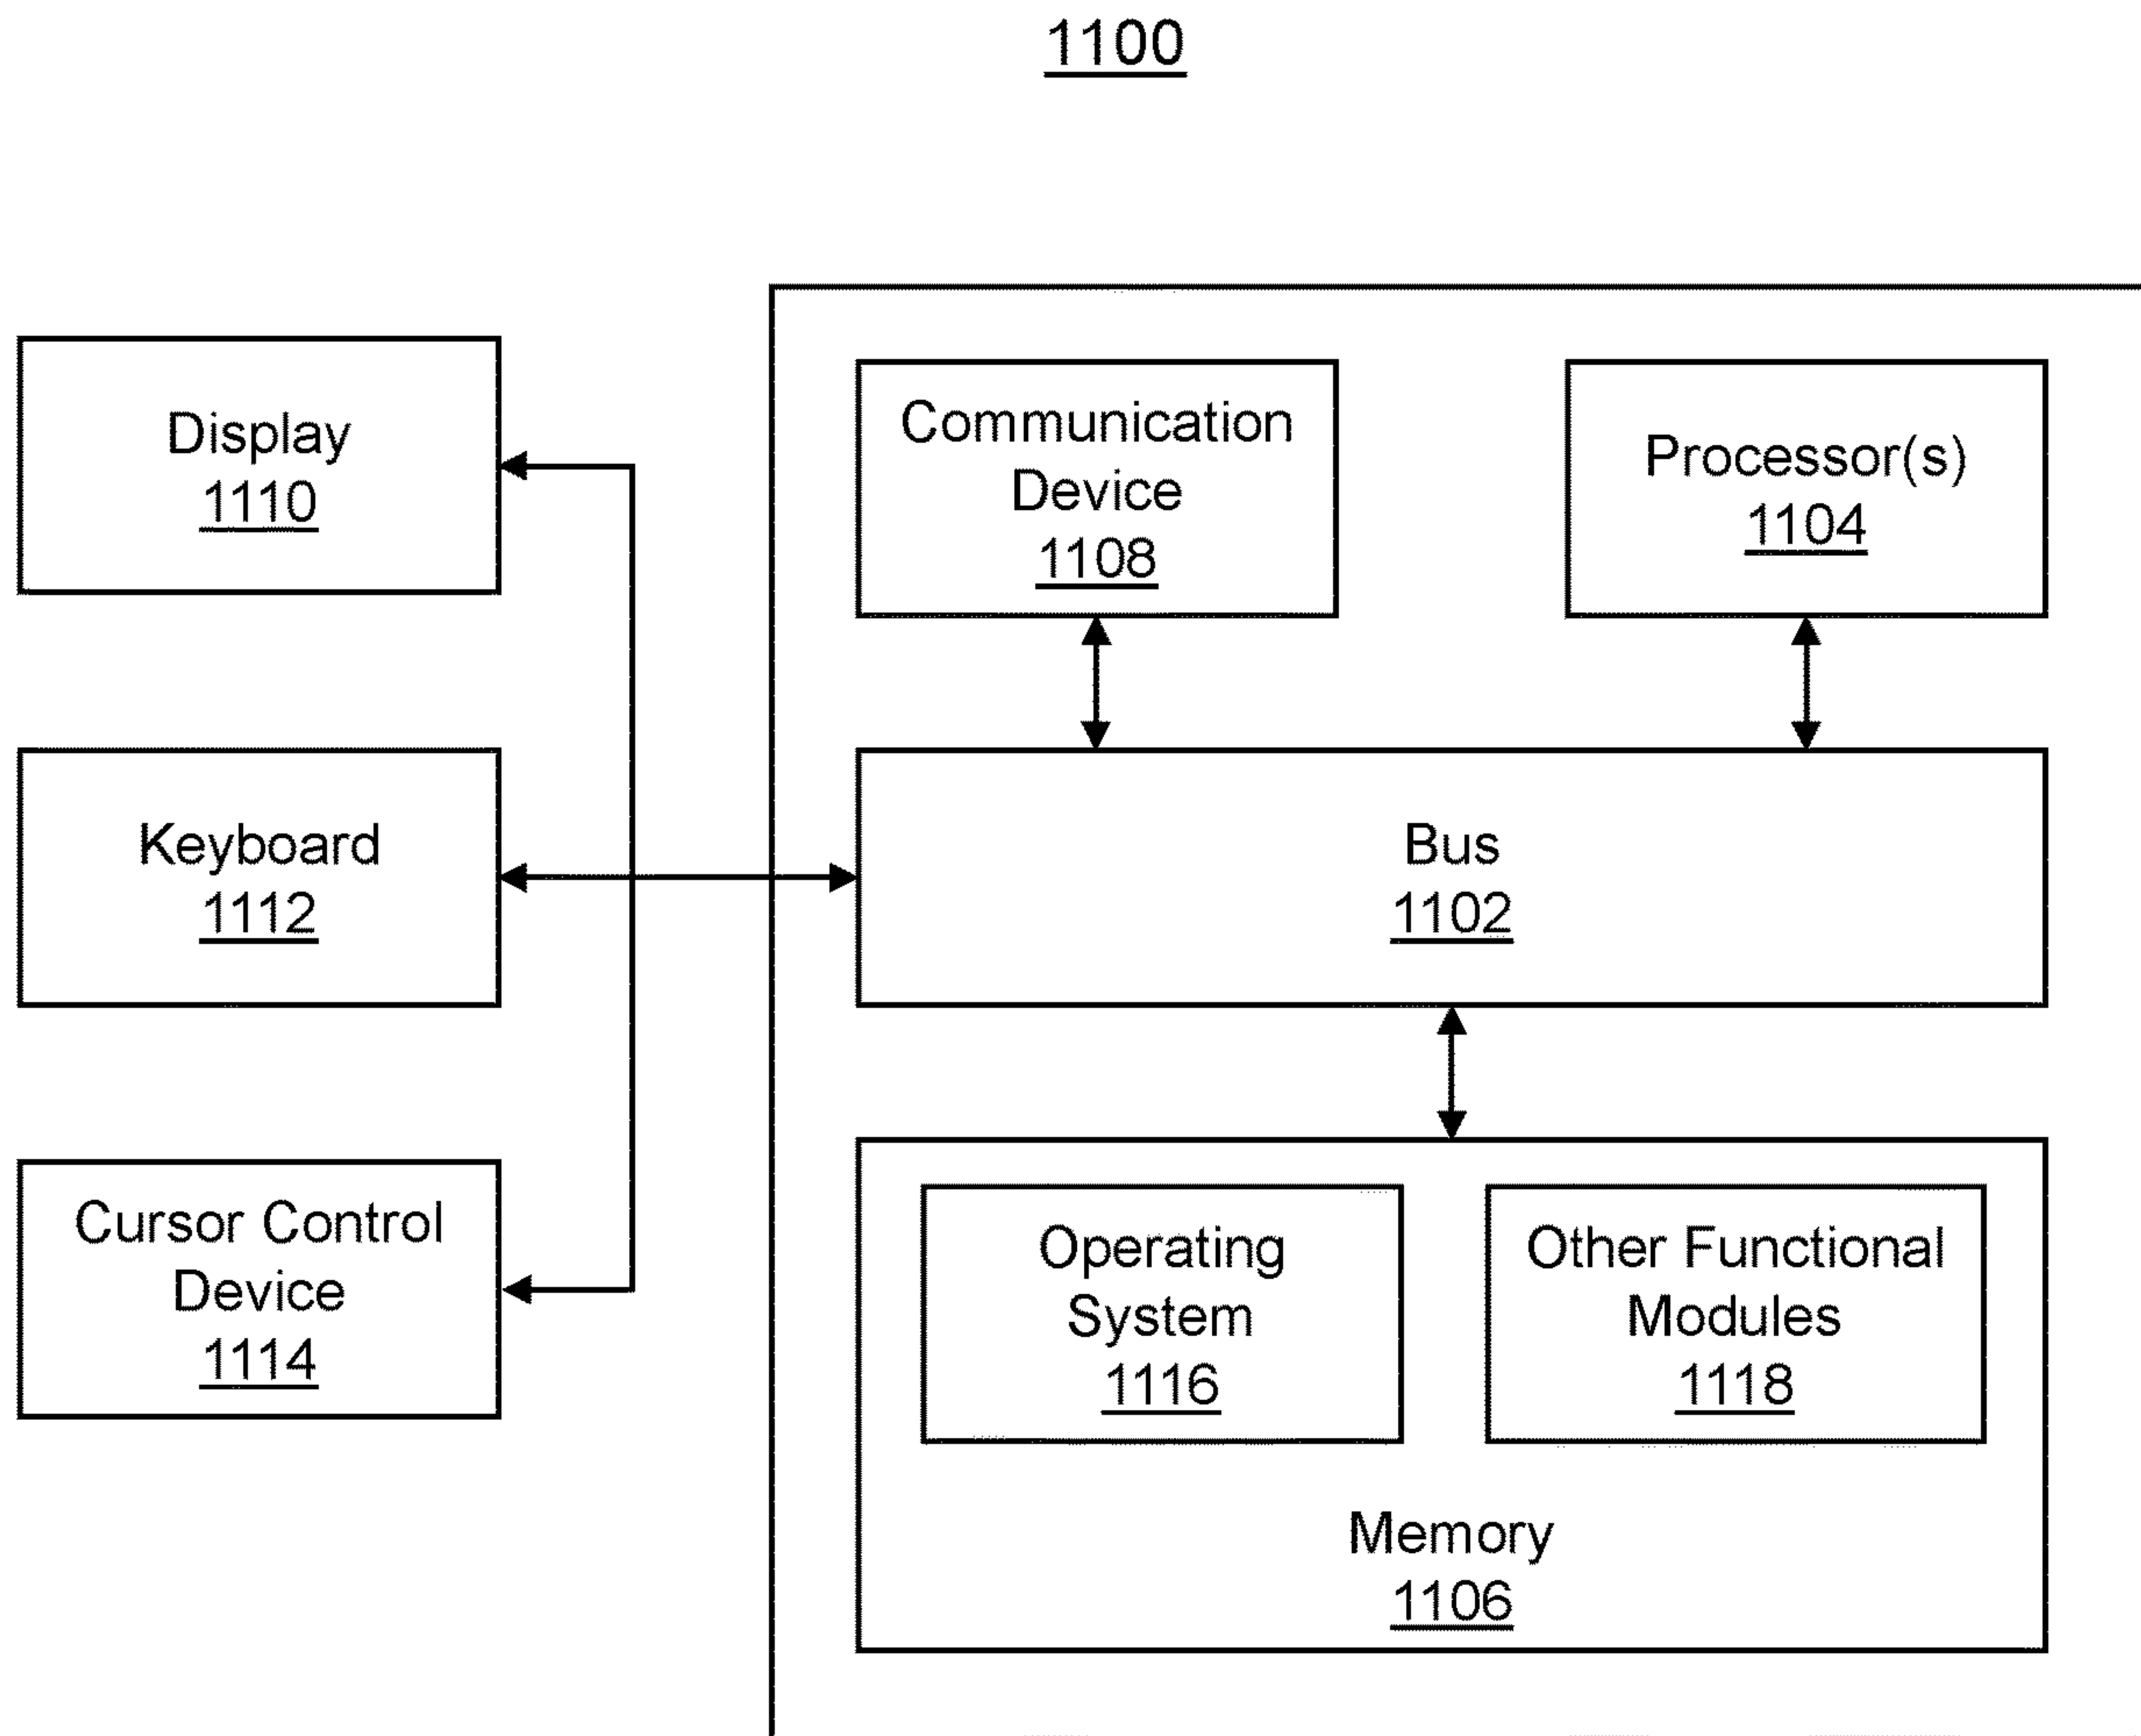 1100
Display
1110
Communication
Device
1108
Processor(s)
1104
Keyboard
1112
Bus
1102
Cursor Control
Device
1114
Operating
System
1116
Other Functional
Modules
1118
Memory
1106